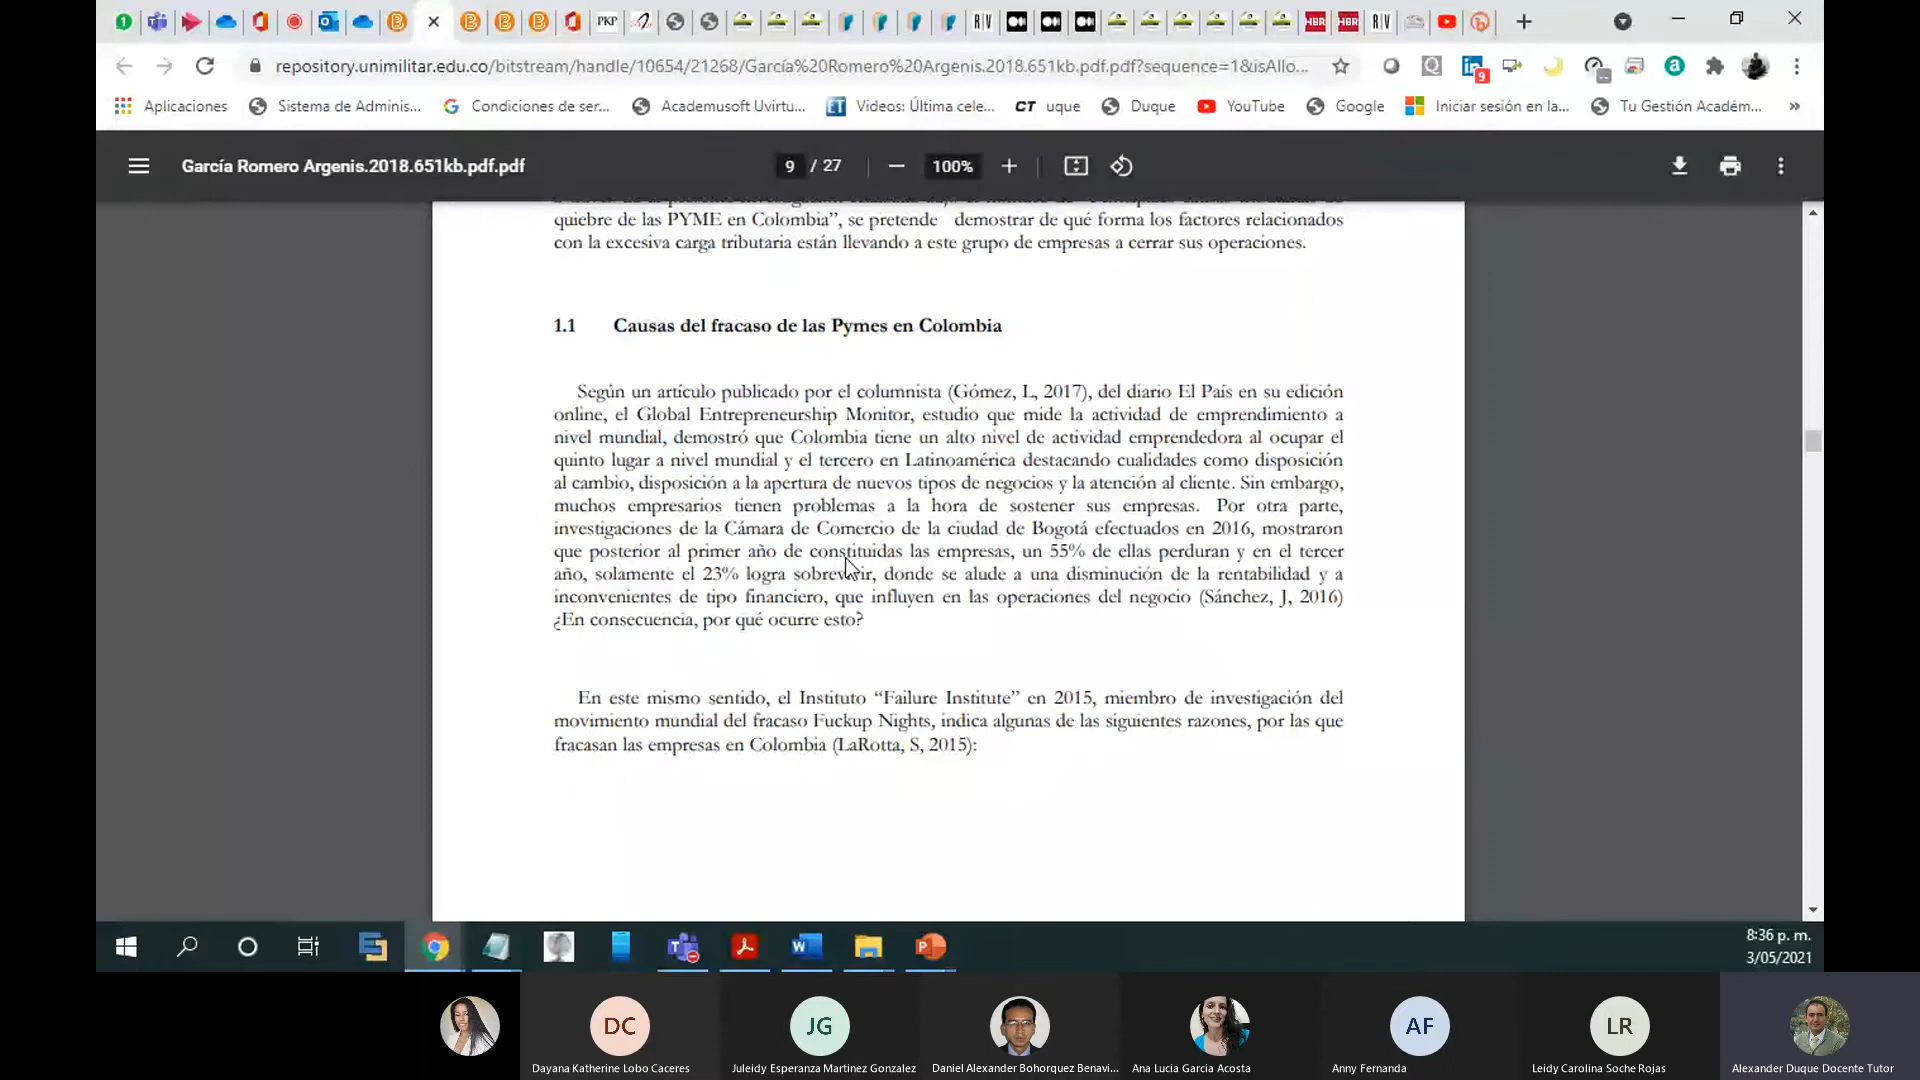 PKP
R|V
HBR
HBR
R|V
repository.unimilitar.edu.co/bitstream/handle/10654/21268/García%20Romero%20Argenis.2018.651kb.pdf.pdf?sequence=1&isAllo...
9
Aplicaciones
Sistema de Adminis...
Condiciones de ser...
Academusoft Uvirtu...
ET Videos: Última cele...
CT uque
Duque
YouTube
Google
Iniciar sesión en la...
Tu Gestión Académ...
»
García Romero Argenis.2018.651kb.pdf.pdf
9 / 27
100%
quiebre de las PYME en Colombia”, se pretende demostrar de qué forma los factores relacionados
con la excesiva carga tributaria están llevando a este grupo de empresas a cerrar sus operaciones.
1.1 Causas del fracaso de las Pymes en Colombia
Según un artículo publicado por el columnista (Gómez, L, 2017), del diario El País en su edición
online, el Global Entrepreneurship Monitor, estudio que mide la actividad de emprendimiento a
nivel mundial, demostró que Colombia tiene un alto nivel de actividad emprendedora al ocupar el
quinto lugar a nivel mundial y el tercero en Latinoamérica destacando cualidades como disposición
al cambio, disposición a la apertura de nuevos tipos de negocios y la atención al cliente. Sin embargo,
muchos empresarios tienen problemas a la hora de sostener sus empresas. Por otra parte,
investigaciones de la Cámara de Comercio de la ciudad de Bogotá efectuados en 2016, mostraron
que posterior al primer año de constituidas las empresas, un 55% de ellas perduran y en el tercer
año, solamente el 23% logra sobrevivir, donde se alude a una disminución de la rentabilidad y a
inconvenientes de tipo financiero, que influyen en las operaciones del negocio (Sánchez, J, 2016)
¿En consecuencia, por qué ocurre esto?
En este mismo sentido, el Instituto “Failure Institute” en 2015, miembro de investigación del
movimiento mundial del fracaso Fuckup Nights, indica algunas de las siguientes razones, por las que
fracasan las empresas en Colombia (LaRotta, S, 2015):
8:36 p. m.
3/05/2021
DC
JG
AF
LR
Dayana Katherine Lobo Caceres
Juleidy Esperanza Martinez Gonzalez
Daniel Alexander Bohorquez Benavi...
Ana Lucia Garcia Acosta
Anny Fernanda
Leidy Carolina Soche Rojas
Alexander Duque Docente Tutor